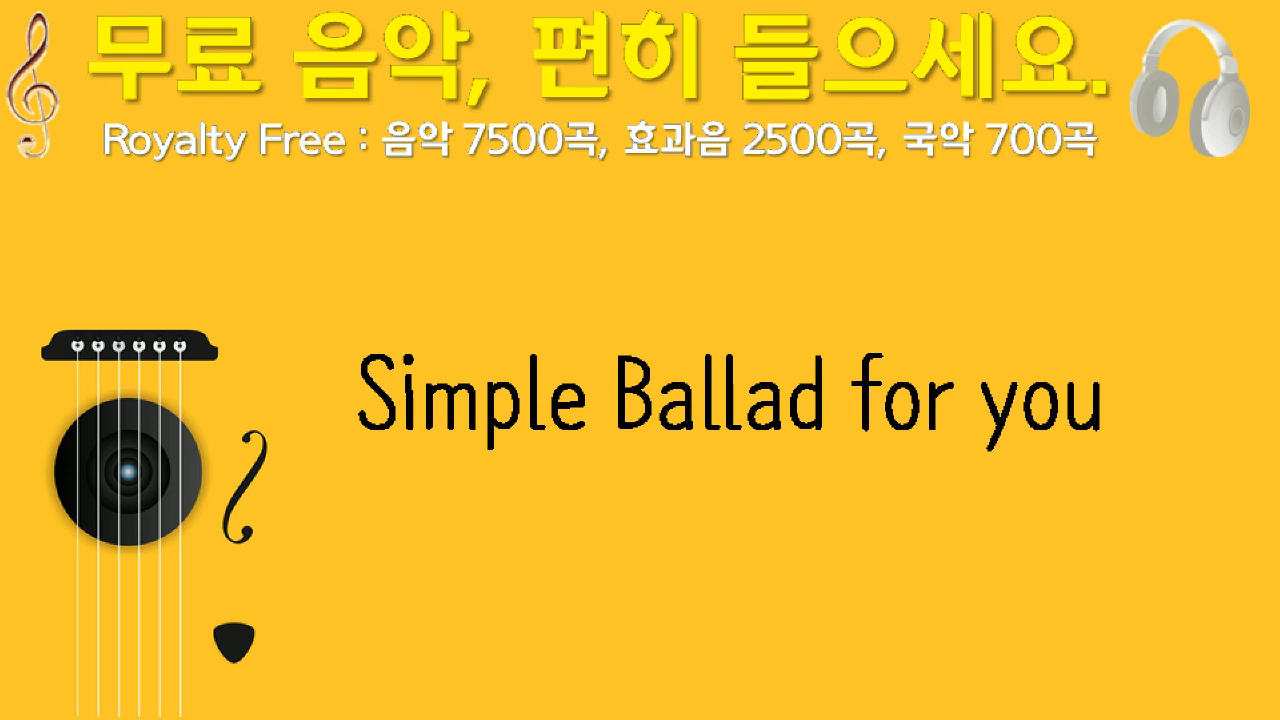 무료 음악, 편히 들으세요.
Royalty Free : 음악 7500곡, 효과음 2500곡, 국악 700곡
Simple Ballad for you